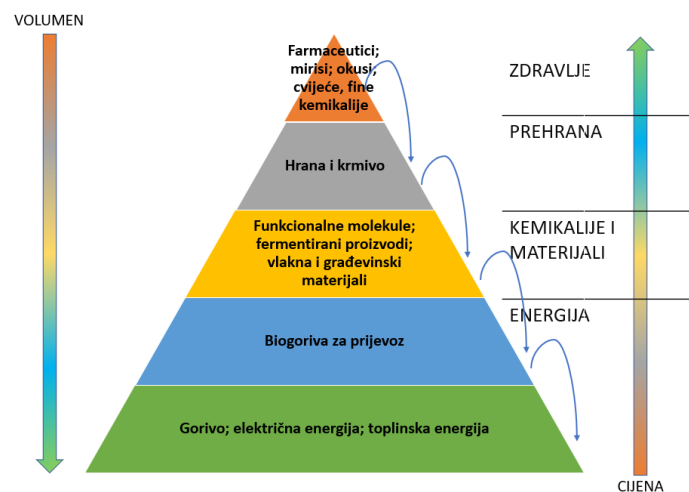 VOLUMEN
Farmaceutici;
mirisi; okusi;
cvijeće, fine
kemikalije
ZDRAVLJE
PREHRANA
Hrana i krmivo
Funkcionalne molekule;
fermentirani proizvodi;
vlakna i građevinski
materijali
KEMIKALIJE I
MATERIJALI
ENERGIJA
Biogoriva za prijevoz
Gorivo; električna energija; toplinska energija
CIJENA